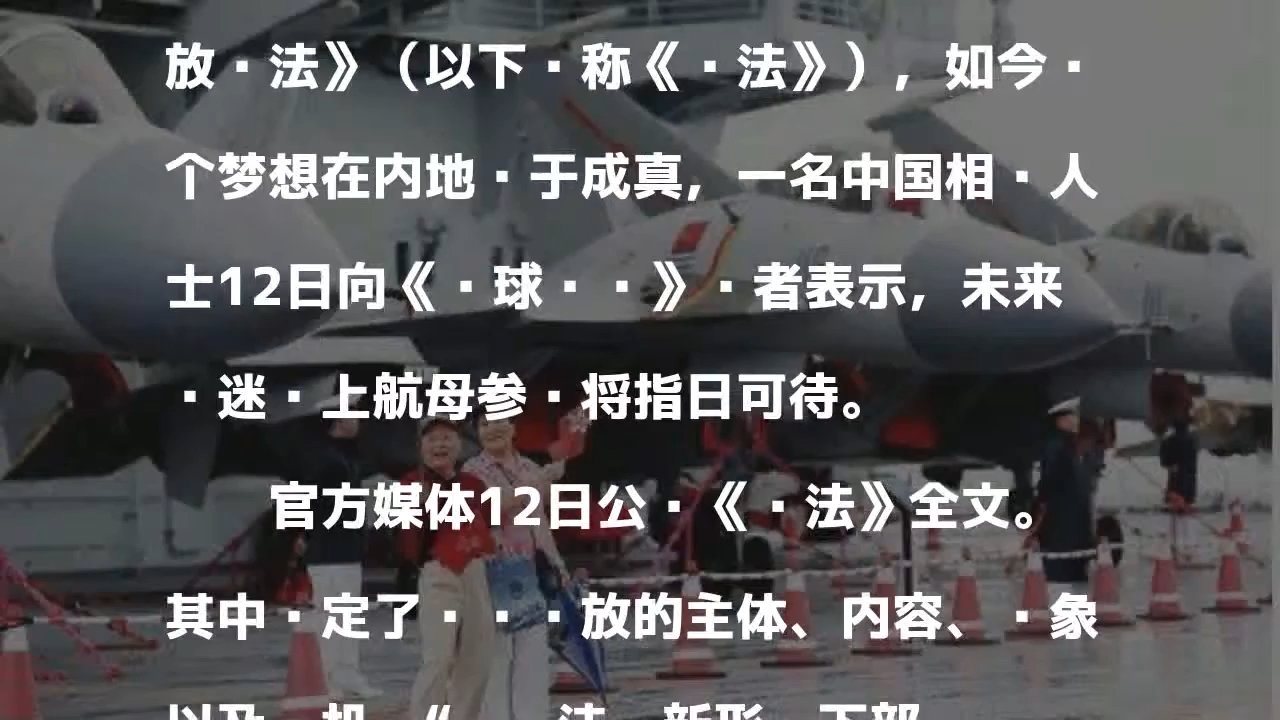 放·法》（以下·称《·法》），如今·
个梦想在内地·于成真，一名中国相·人
士12日向《·球··》·者表示，未来
·迷·上航母参·将指日可待。
官方媒体12日公·《·法》全文。
其中·定了···放的主体、内容、·象